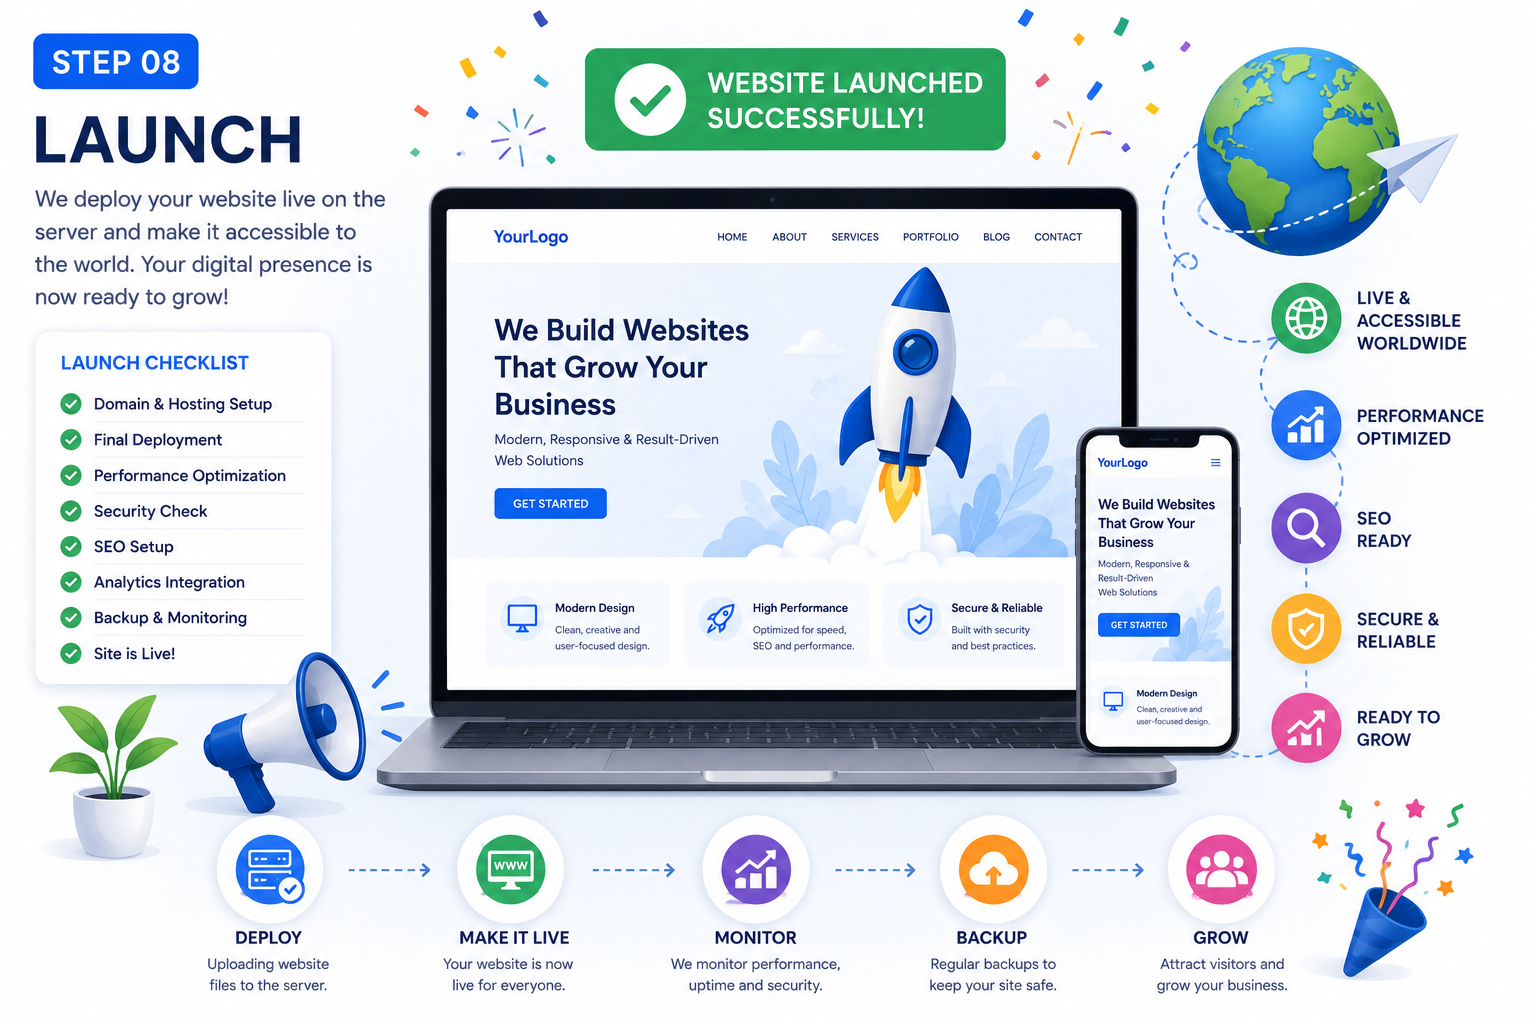 STEP 08
LAUNCH
We deploy your website live on the
server and make it accessible to
the world. Your digital presence is
now ready to grow!
LAUNCH CHECKLIST
Domain & Hosting Setup
Final Deployment
Performance Optimization
Security Check
SEO Setup
Analytics Integration
Backup & Monitoring
Site is Live!
WEBSITE LAUNCHED
SUCCESSFULLY!
YourLogo
HOME ABOUT SERVICES PORTFOLIO BLOG CONTACT
We Build Websites
That Grow Your
Business
Modern, Responsive & Result-Driven
Web Solutions
GET STARTED
Modern Design
Clean, creative and
user-focused design.
High Performance
Optimized for speed,
SEO and performance.
Secure & Reliable
Built with security
and best practices.
YourLogo
We Build Websites
That Grow Your
Business
Modern, Responsive &
Result-Driven
Web Solutions
GET STARTED
Modern Design
Clean, creative and
user-focused design.
LIVE &
ACCESSIBLE
WORLDWIDE
PERFORMANCE
OPTIMIZED
SEO
READY
SECURE &
RELIABLE
READY TO
GROW
DEPLOY
Uploading website
files to the server.
WWW
MAKE IT LIVE
Your website is now
live for everyone.
MONITOR
We monitor performance,
uptime and security.
BACKUP
Regular backups to
keep your site safe.
GROW
Attract visitors and
grow your business.